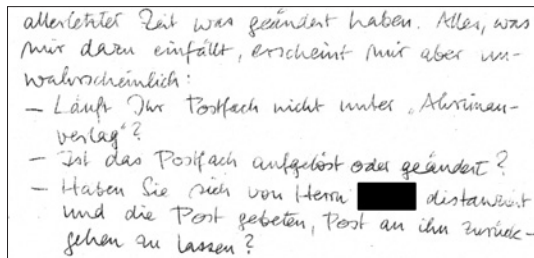 allerletzter Zeit was geändert haben. Alles, was
mir dazu einfällt, erscheint mir aber un-
wahrscheinlich:
– Läuft Ihr Postfach nicht unter „Ahriman-
verlag"?
– Ist das Postfach aufgelöst oder geändert?
– Haben Sie sich von Herrn distanziert
und die Post gebeten, Post an ihn zurück-
gehen zu lassen?